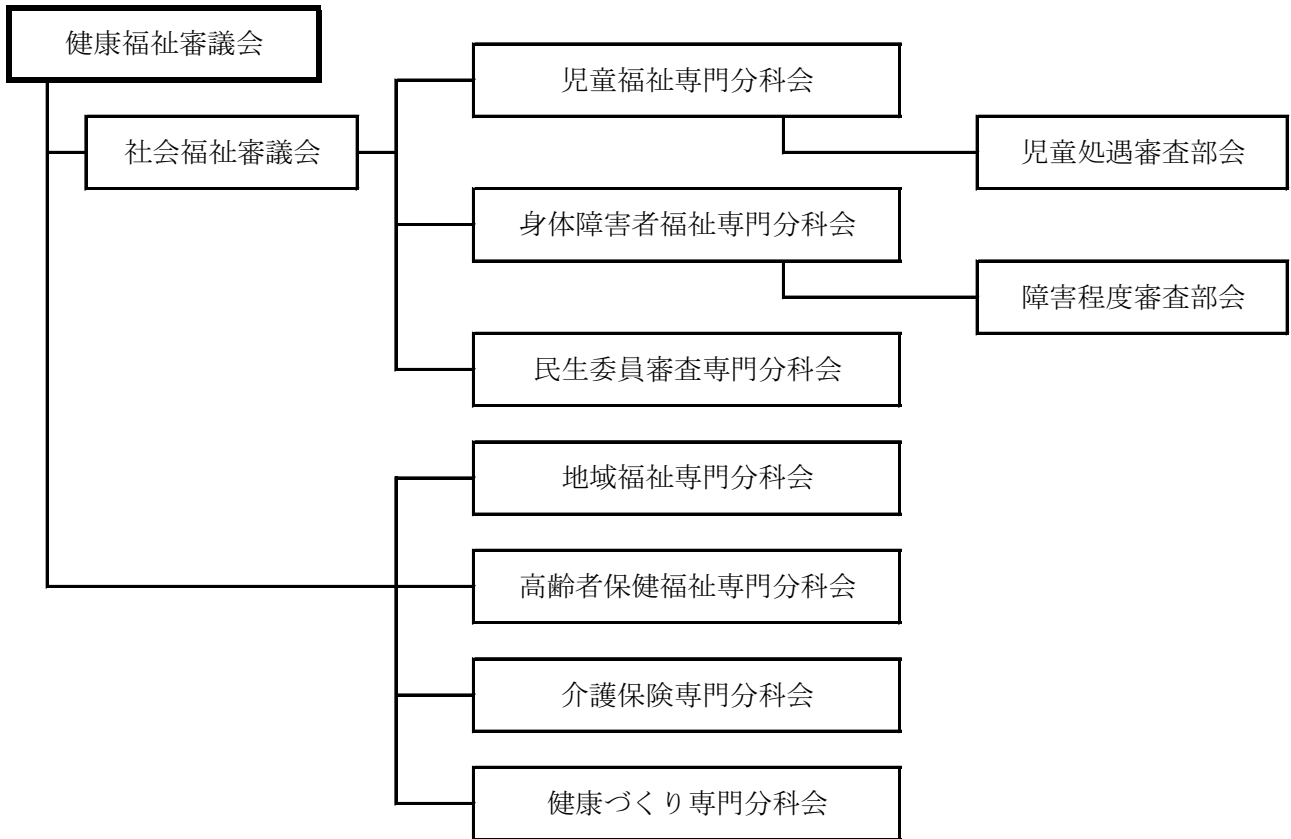 健康福祉審議会
児童福祉専門分科会
社会福祉審議会
児童処遇審査部会
身体障害者福祉専門分科会
障害程度審査部会
民生委員審査専門分科会
地域福祉専門分科会
高齢者保健福祉専門分科会
介護保険専門分科会
健康づくり専門分科会